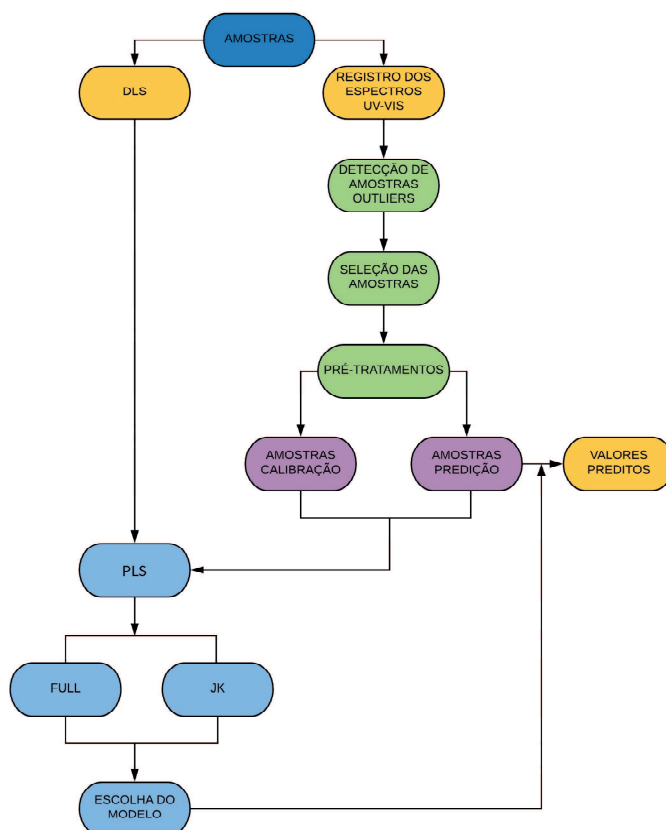 AMOSTRAS
DLS
REGISTRO DOS
ESPECTROS
UV-VIS
DETECÇÃO DE
AMOSTRAS
OUTLIERS
SELEÇÃO DAS
AMOSTRAS
PRÉ-TRATAMENTOS
AMOSTRAS
CALIBRAÇÃO
AMOSTRAS
PREDIÇÃO
VALORES
PREDITOS
PLS
FULL
JK
ESCOLHA DO
MODELO